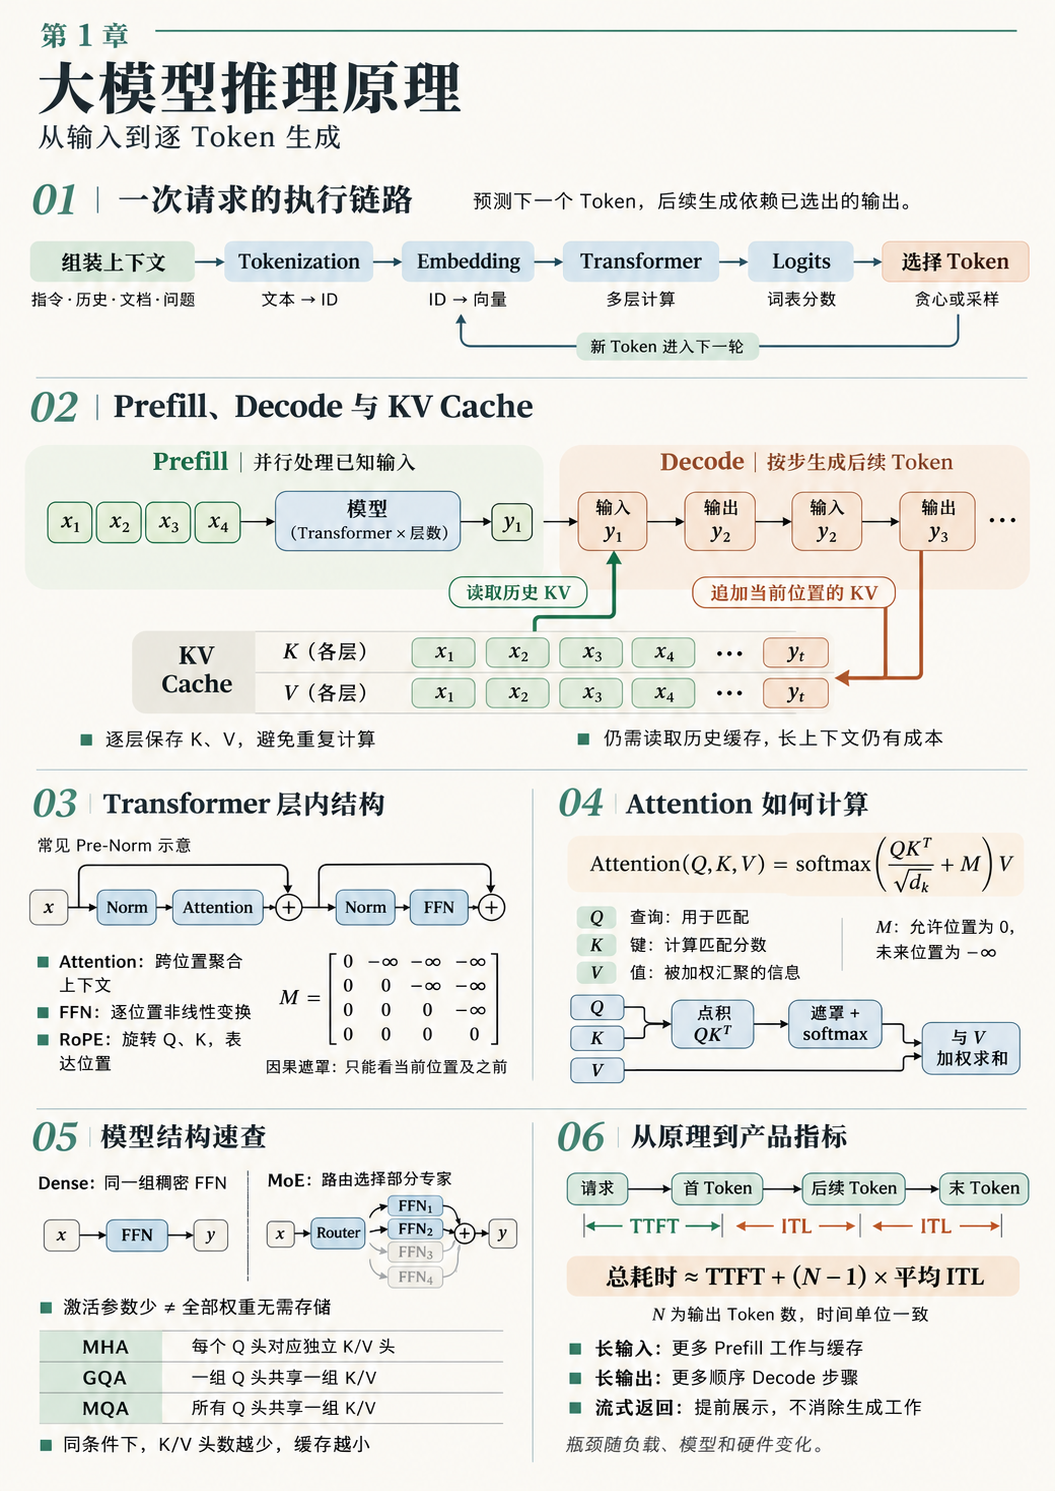 第 1 章
大模型推理原理
从输入到逐 Token 生成
01 一次请求的执行链路 预测下一个 Token，后续生成依赖已选出的输出。
组装上下文 Tokenization Embedding Transformer Logits 选择 Token
指令·历史·文档·问题 文本 → ID ID → 向量 多层计算 词表分数 贪心或采样
新 Token 进入下一轮
02 Prefill、Decode 与 KV Cache
Prefill | 并行处理已知输入
x₁ x₂ x₃ x₄
模型
(Transformer × 层数)
y₁
Decode | 按步生成后续 Token
输入 y₁
输出 y₂
输入 y₂
输出 y₃
···
读取历史 KV
追加当前位置的 KV
KV
Cache
K（各层） x₁ x₂ x₃ x₄ ··· yₜ
V（各层） x₁ x₂ x₃ x₄ ··· yₜ
■ 逐层保存 K、V，避免重复计算
■ 仍需读取历史缓存，长上下文仍有成本
03 Transformer 层内结构
常见 Pre-Norm 示意
x Norm Attention + Norm FFN +
■ Attention：跨位置聚合
上下文
■ FFN：逐位置非线性变换
■ RoPE：旋转 Q、K，表
达位置
M =
0 −∞ −∞ −∞
0 0 −∞ −∞
0 0 0 −∞
0 0 0 0
因果遮罩：只能看当前位置及之前
04 Attention 如何计算
Attention(Q, K, V) = softmax(QKᵀ/√dₖ + M)V
Q 查询：用于匹配
K 键：计算匹配分数
V 值：被加权汇聚的信息
M：允许位置为 0，
未来位置为 −∞
Q
K
V
点积
QKᵀ
遮罩 +
softmax
与 V
加权求和
05 模型结构速查
Dense：同一组稠密 FFN
x FFN y
MoE：路由选择部分专家
x Router
FFN₁
FFN₂
FFN₃
FFN₄
+ y
■ 激活参数少 ≠ 全部权重无需存储
MHA 每个 Q 头对应独立 K/V 头
GQA 一组 Q 头共享一组 K/V
MQA 所有 Q 头共享一组 K/V
■ 同条件下，K/V 头数越少，缓存越小
06 从原理到产品指标
请求 首 Token 后续 Token 末 Token
TTFT ITL ITL
总耗时 ≈ TTFT + (N − 1) × 平均 ITL
N 为输出 Token 数，时间单位一致
■ 长输入：更多 Prefill 工作与缓存
■ 长输出：更多顺序 Decode 步骤
■ 流式返回：提前展示，不消除生成工作
瓶颈随负载、模型和硬件变化。